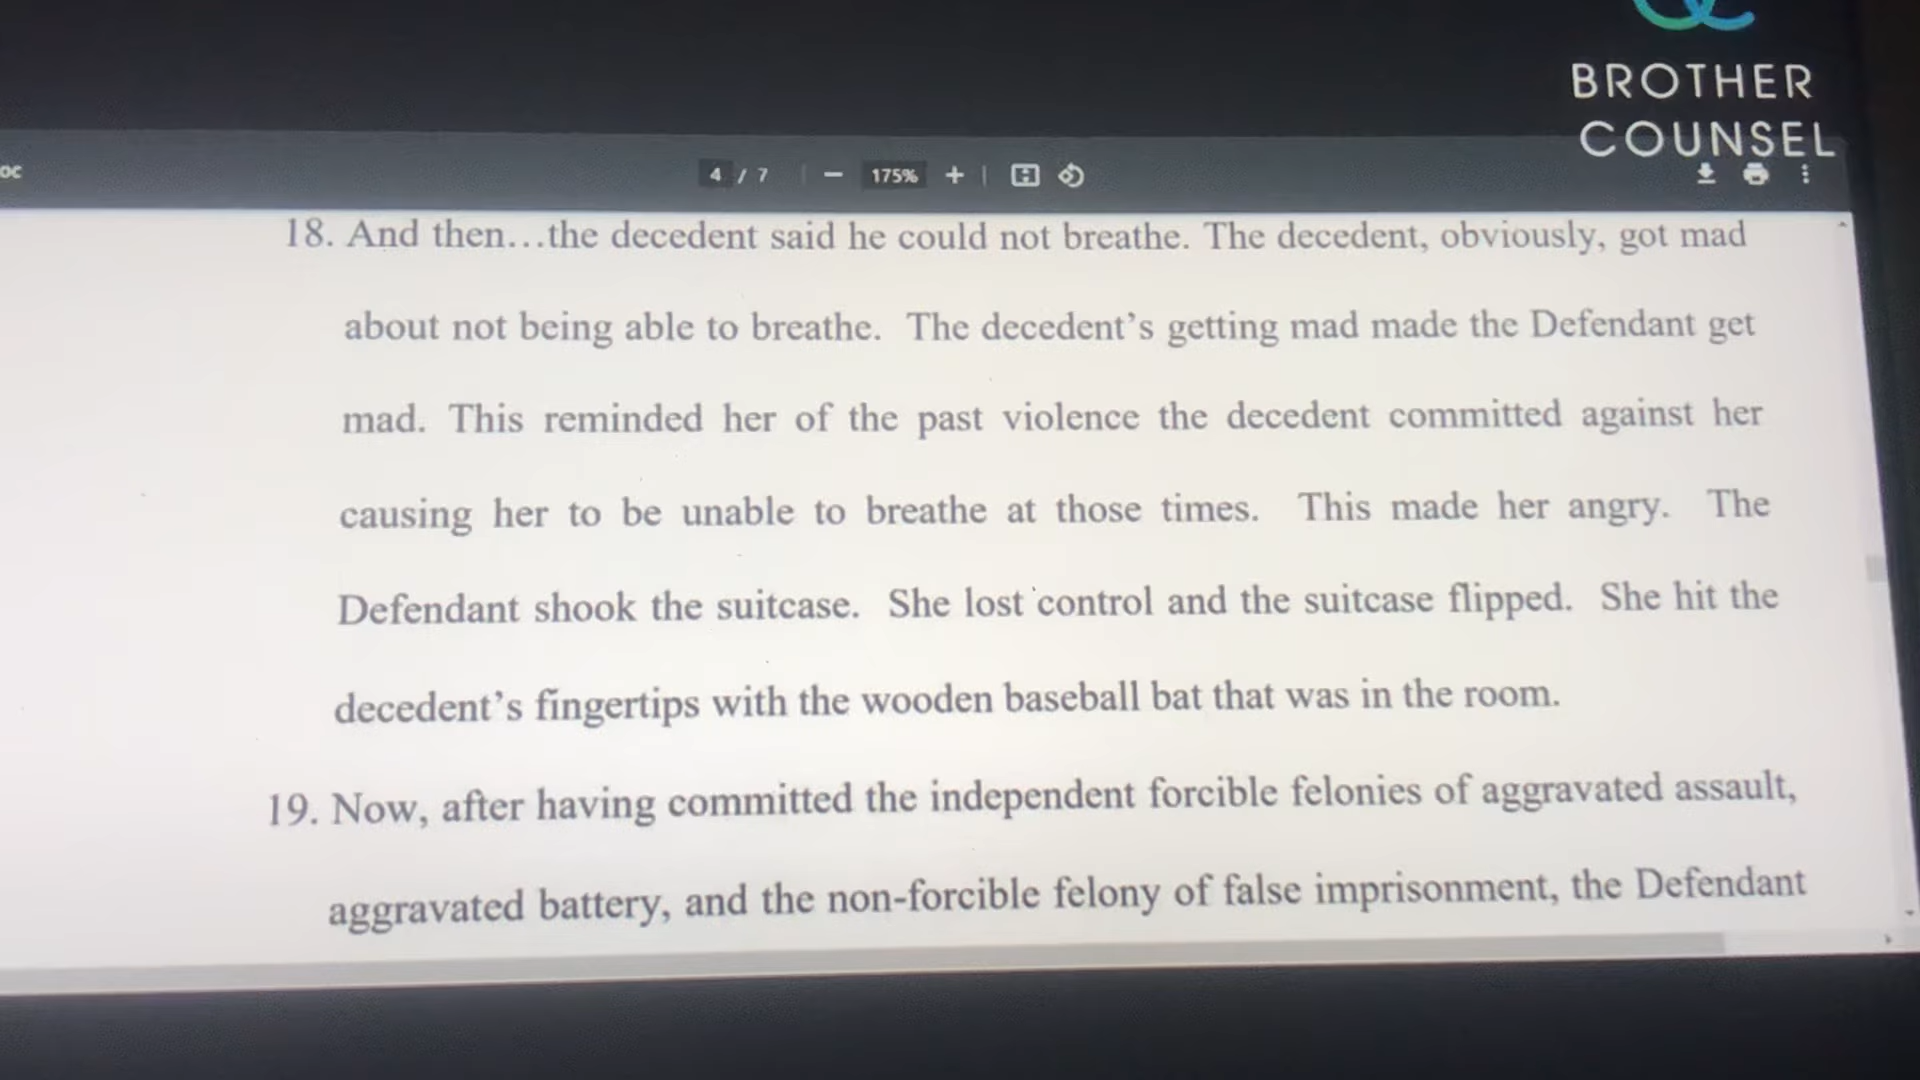 BROTHER
COUNSEL
oc
4 / 7
175%
18. And then...the decedent said he could not breathe. The decedent, obviously, got mad
about not being able to breathe. The decedent’s getting mad made the Defendant get
mad. This reminded her of the past violence the decedent committed against her
causing her to be unable to breathe at those times. This made her angry. The
Defendant shook the suitcase. She lost control and the suitcase flipped. She hit the
decedent’s fingertips with the wooden baseball bat that was in the room.
19. Now, after having committed the independent forcible felonies of aggravated assault,
aggravated battery, and the non-forcible felony of false imprisonment, the Defendant